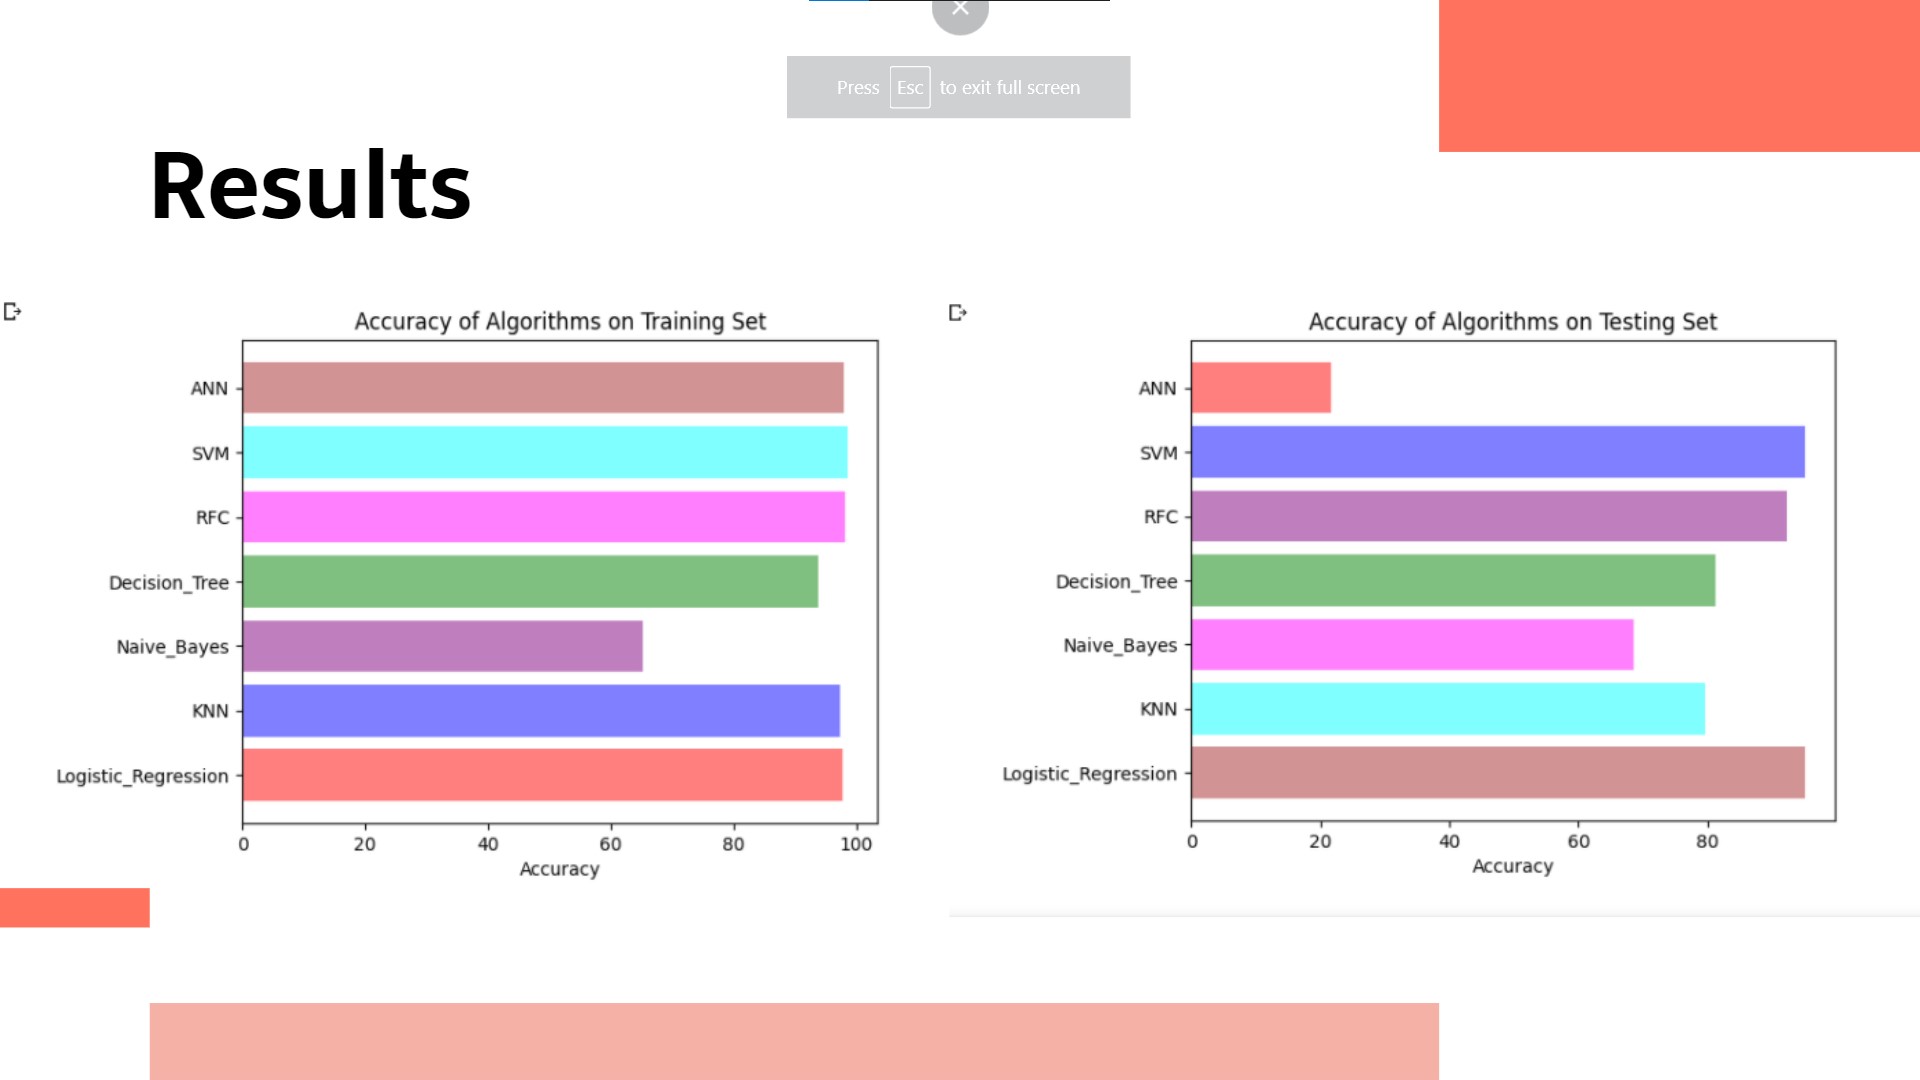 Press Esc to exit full screen
Results
Accuracy of Algorithms on Training Set
ANN
SVM
RFC
Decision_Tree
Naive_Bayes
KNN
Logistic_Regression
0 20 40 60 80 100
Accuracy
Accuracy of Algorithms on Testing Set
ANN
SVM
RFC
Decision_Tree
Naive_Bayes
KNN
Logistic_Regression
0 20 40 60 80
Accuracy